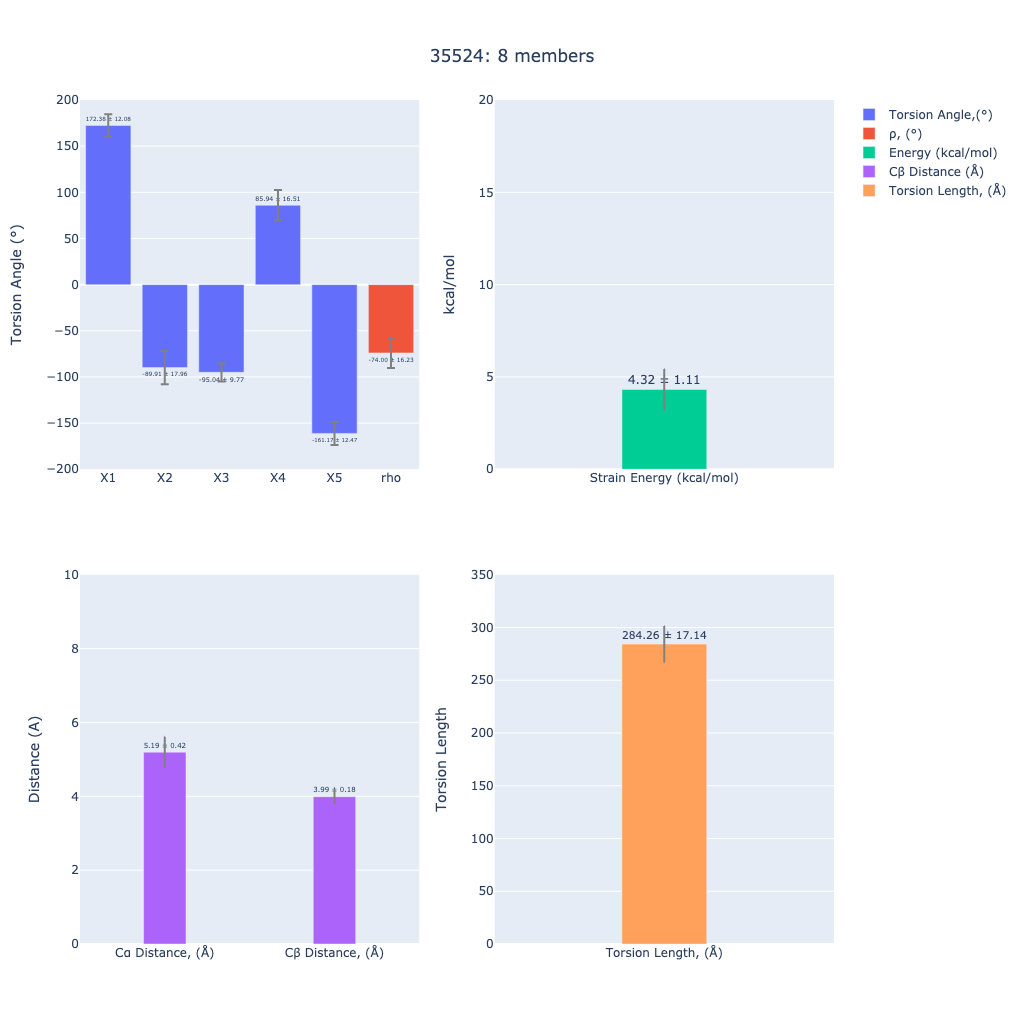 35524: 8 members
200
150
100
50
0
−50
−100
−150
−200
Torsion Angle (°)
172.38 ± 12.08
-89.91 ± 17.96
-95.04 ± 9.77
85.94 ± 16.51
-161.17 ± 12.47
-74.00 ± 16.23
X1
X2
X3
X4
X5
rho
20
15
10
5
0
kcal/mol
4.32 ± 1.11
Strain Energy (kcal/mol)
Torsion Angle,(°)
ρ, (°)
Energy (kcal/mol)
Cβ Distance (Å)
Torsion Length, (Å)
10
8
6
4
2
0
Distance (A)
5.19 ± 0.42
3.99 ± 0.18
Cα Distance, (Å)
Cβ Distance, (Å)
350
300
250
200
150
100
50
0
Torsion Length
284.26 ± 17.14
Torsion Length, (Å)